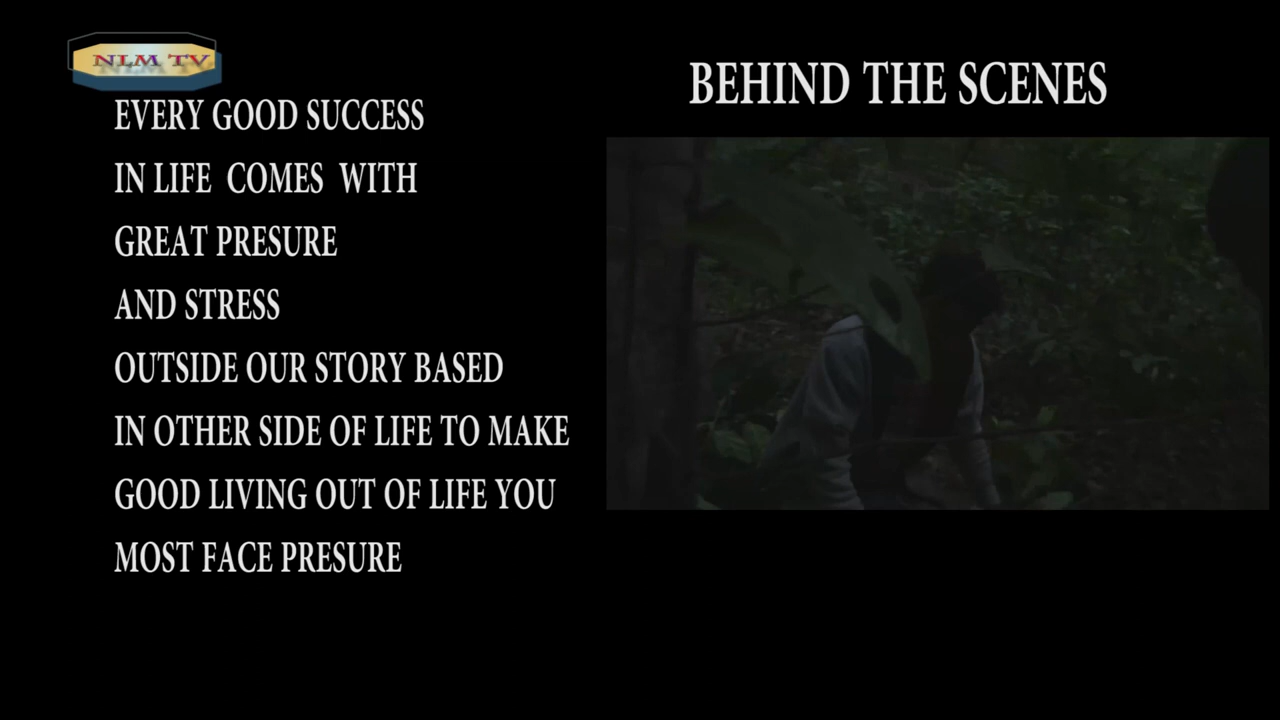 NLM TV
BEHIND THE SCENES
EVERY GOOD SUCCESS
IN LIFE COMES WITH
GREAT PRESURE
AND STRESS
OUTSIDE OUR STORY BASED
IN OTHER SIDE OF LIFE TO MAKE
GOOD LIVING OUT OF LIFE YOU
MOST FACE PRESURE